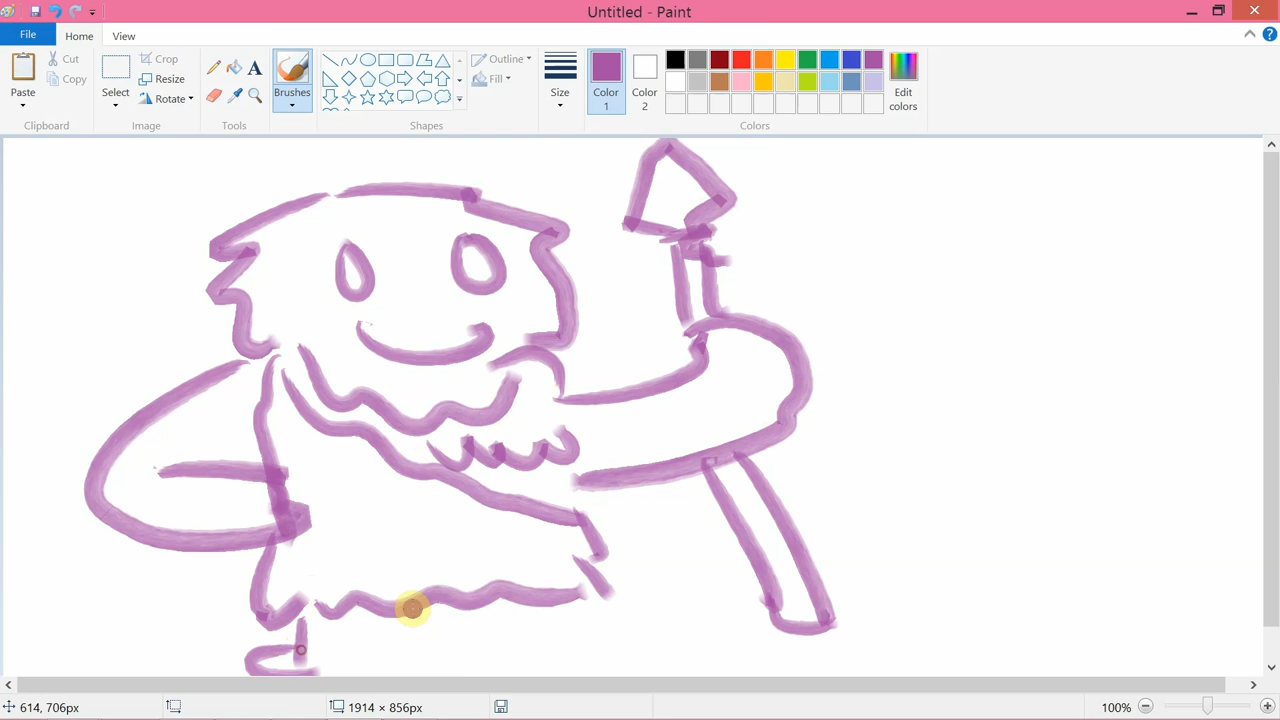 Untitled - Paint
File Home View
Paste
Cut
Copy
Clipboard
Select
Crop
Resize
Rotate
Image
A
Tools
Brushes
Outline
Fill
Shapes
Size
Color
1
Color
2
Edit
colors
Colors
614, 706px
1914 × 856px
100%